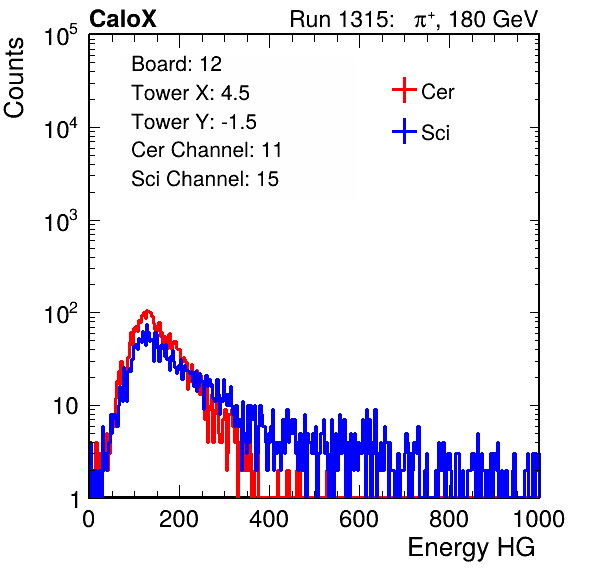 CaloX Run 1315: π⁺, 180 GeV
Counts
Board: 12
Tower X: 4.5
Tower Y: -1.5
Cer Channel: 11
Sci Channel: 15
Cer
Sci
10⁵
10⁴
10³
10²
10
1
0 200 400 600 800 1000
Energy HG